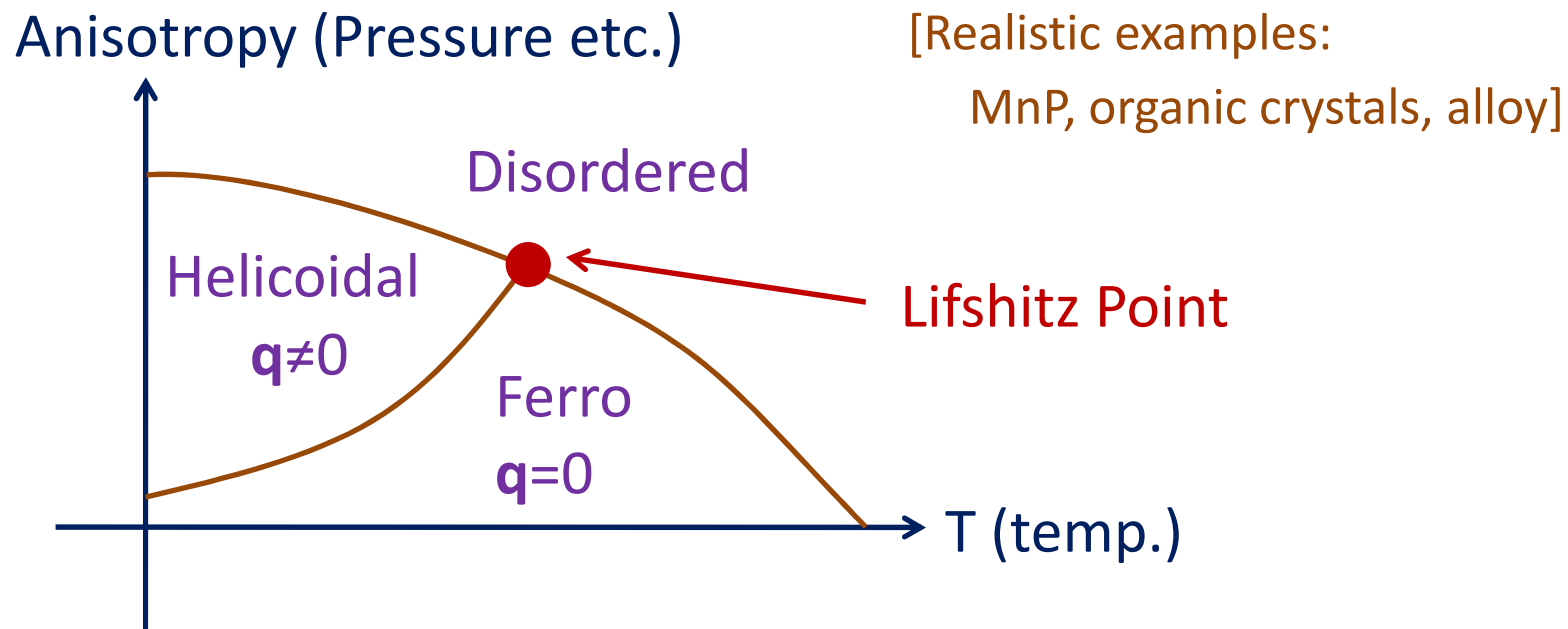 Anisotropy (Pressure etc.)
[Realistic examples:
MnP, organic crystals, alloy]
Disordered
Helicoidal
q≠0
Lifshitz Point
Ferro
q=0
T (temp.)